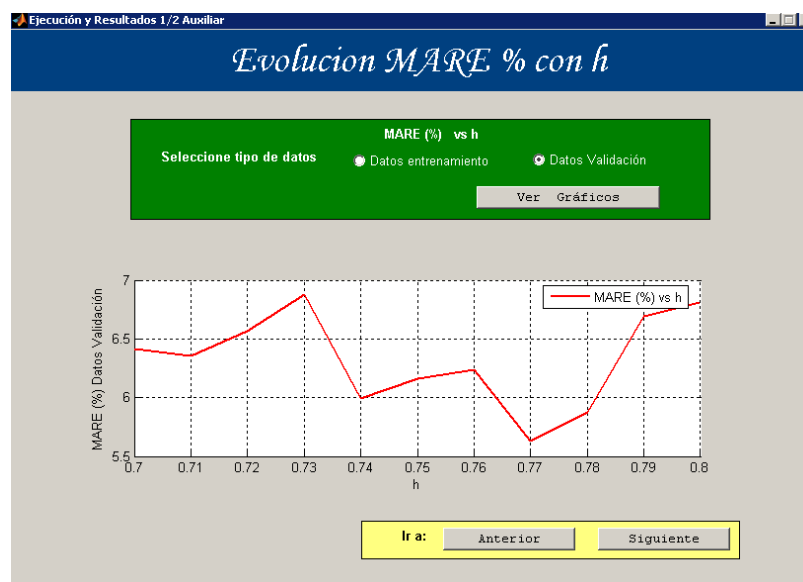 Ejecución y Resultados 1/2 Auxiliar
Evolucion MARE % con h
MARE (%) vs h
Seleccione tipo de datos
Datos entrenamiento
Datos Validación
Ver Gráficos
MARE (%) Datos Validación
7
6.5
6
5.5
MARE (%) vs h
0.7 0.71 0.72 0.73 0.74 0.75 0.76 0.77 0.78 0.79 0.8
h
Ir a:
Anterior
Siguiente